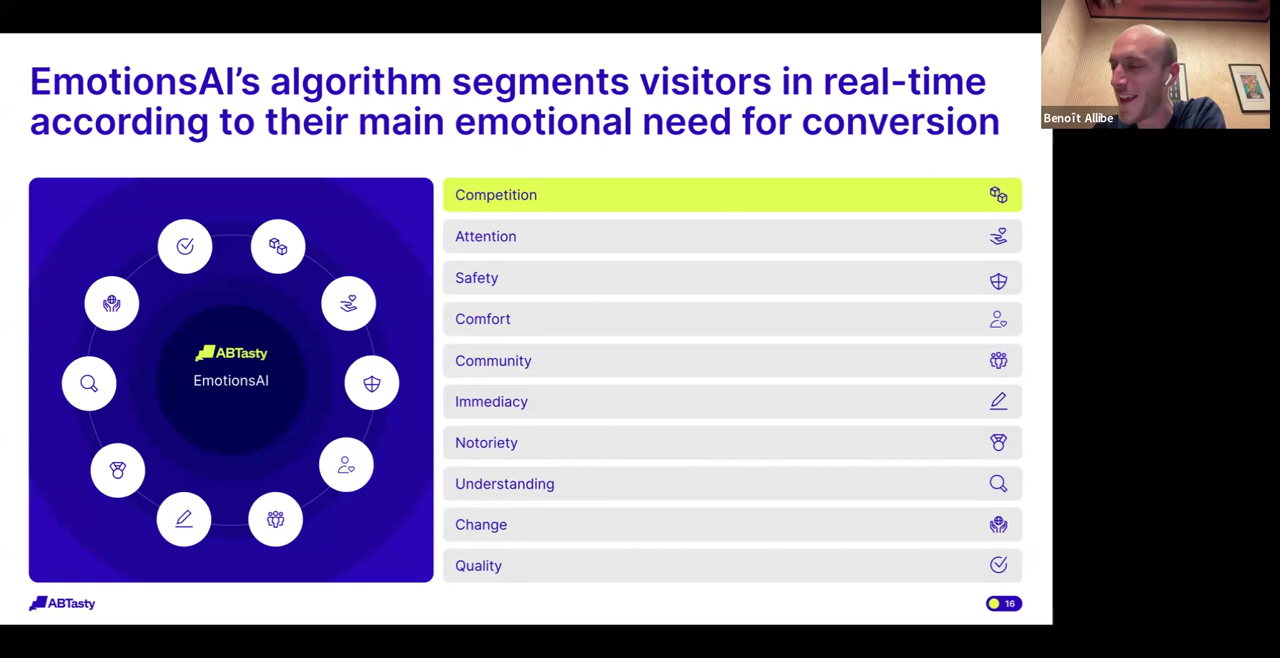 EmotionsAI’s algorithm segments visitors in real-time
according to their main emotional need for conversion
Benoît Allibe
ABTasty
EmotionsAI
Competition
Attention
Safety
Comfort
Community
Immediacy
Notoriety
Understanding
Change
Quality
ABTasty
16